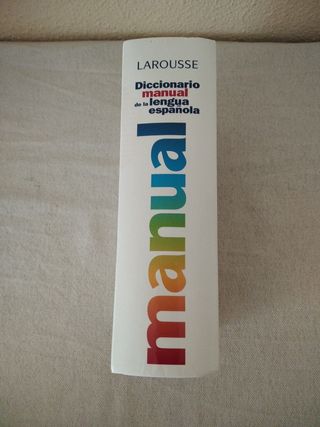 LAROUSSE
Diccionario
manual
de la lengua
española
manual